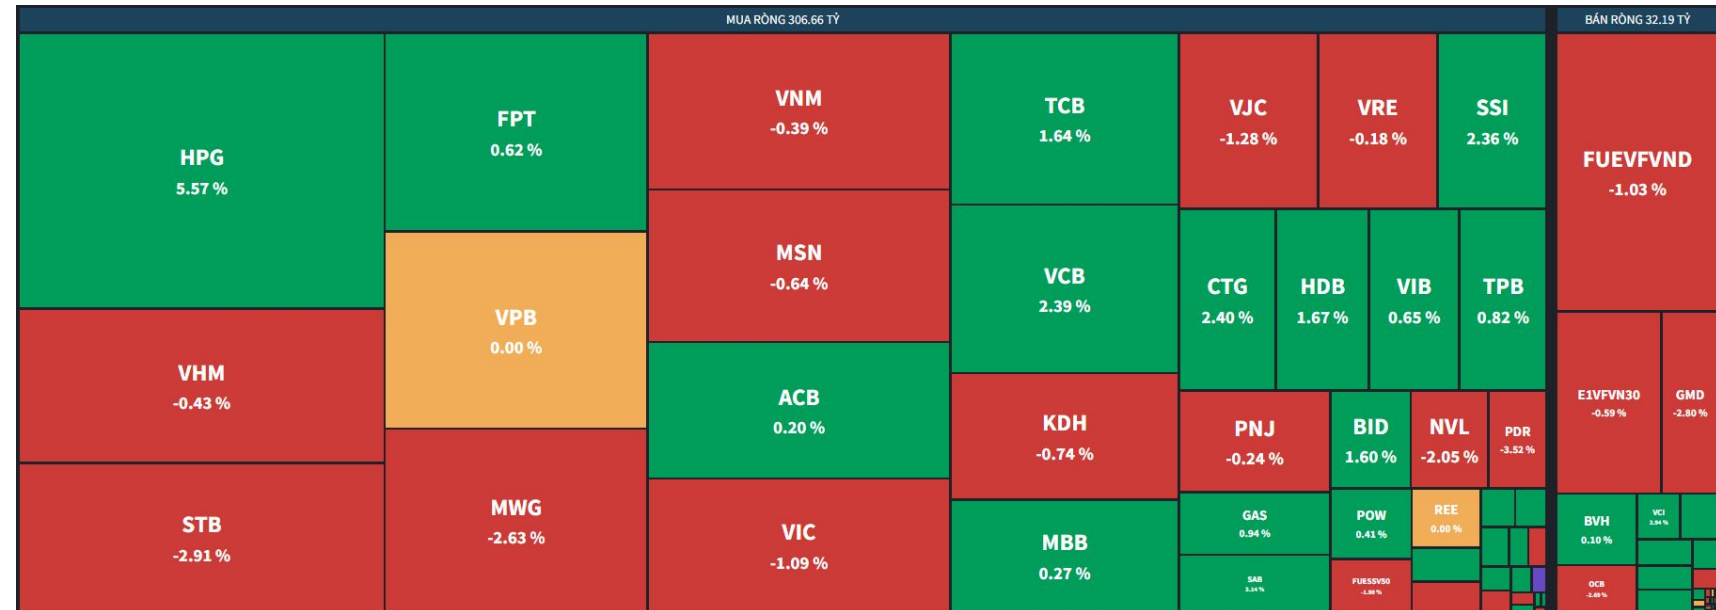 MUA RÒNG 306.66 TỶ
HPG
5.57 %
VHM
-0.43 %
STB
-2.91 %
FPT
0.62 %
VPB
0.00 %
MWG
-2.63 %
VNM
-0.39 %
MSN
-0.64 %
ACB
0.20 %
VIC
-1.09 %
TCB
1.64 %
VCB
2.39 %
KDH
-0.74 %
MBB
0.27 %
VJC
-1.28 %
VRE
-0.18 %
SSI
2.36 %
CTG
2.40 %
HDB
1.67 %
VIB
0.65 %
TPB
0.82 %
PNJ
-0.24 %
BID
1.60 %
NVL
-2.05 %
PDR
-3.52 %
GAS
0.94 %
SAB
3.14 %
POW
0.41 %
FUESSV50
REE
0.00 %
BÁN RÒNG 32.19 TỶ
FUEVFVND
-1.03 %
E1VFVN30
-0.59 %
GMD
-2.80 %
BVH
0.10 %
VCI
OCB